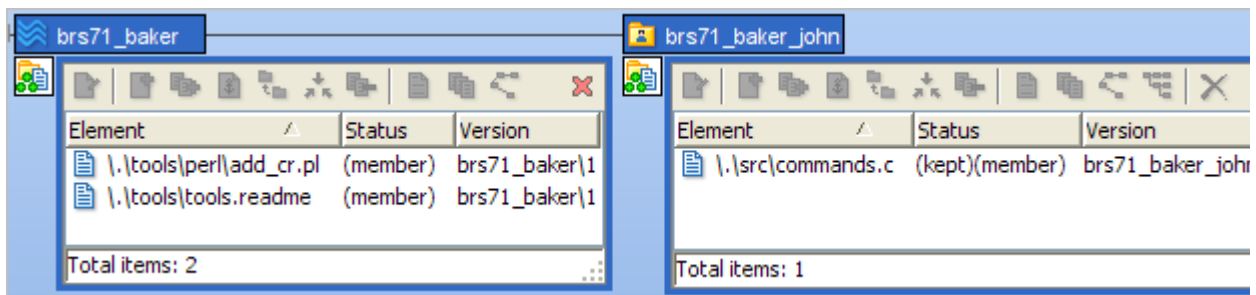 brs71_baker
brs71_baker_john
Element Status Version
\.\tools\perl\add_cr.pl (member) brs71_baker\1
\.\tools\tools.readme (member) brs71_baker\1
Total items: 2
Element Status Version
\.\src\commands.c (kept)(member) brs71_baker_john
Total items: 1